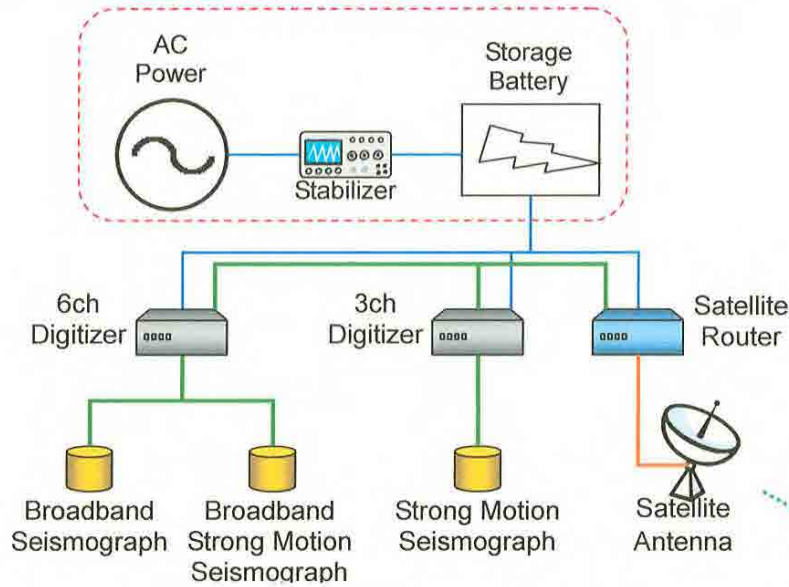 AC
Power
Storage
Battery
Stabilizer
6ch
Digitizer
3ch
Digitizer
Satellite
Router
Broadband
Seismograph
Broadband
Strong Motion
Seismograph
Strong Motion
Seismograph
Satellite
Antenna